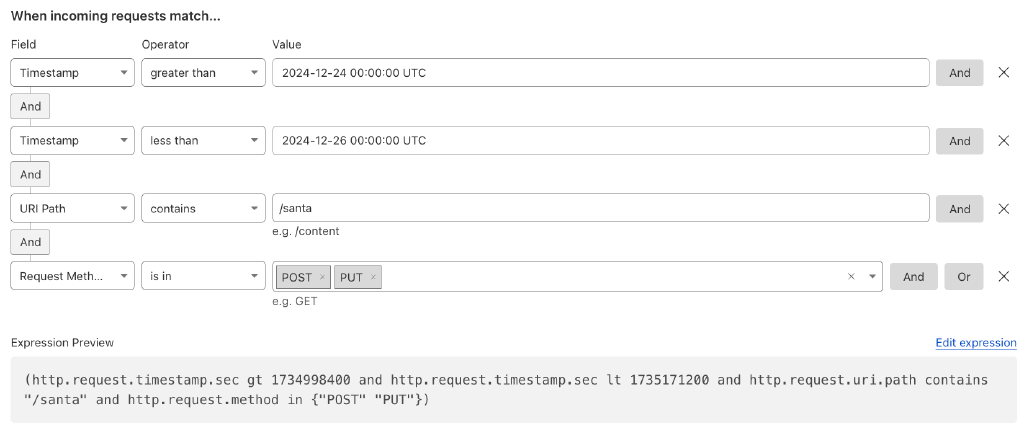 When incoming requests match...
Field Operator Value
Timestamp greater than 2024-12-24 00:00:00 UTC And
And
Timestamp less than 2024-12-26 00:00:00 UTC And
And
URI Path contains /santa And
e.g. /content
And
Request Meth... is in POST × PUT × × And Or
e.g. GET
Expression Preview Edit expression
(http.request.timestamp.sec gt 1734998400 and http.request.timestamp.sec lt 1735171200 and http.request.uri.path contains
"/santa" and http.request.method in {"POST" "PUT"})